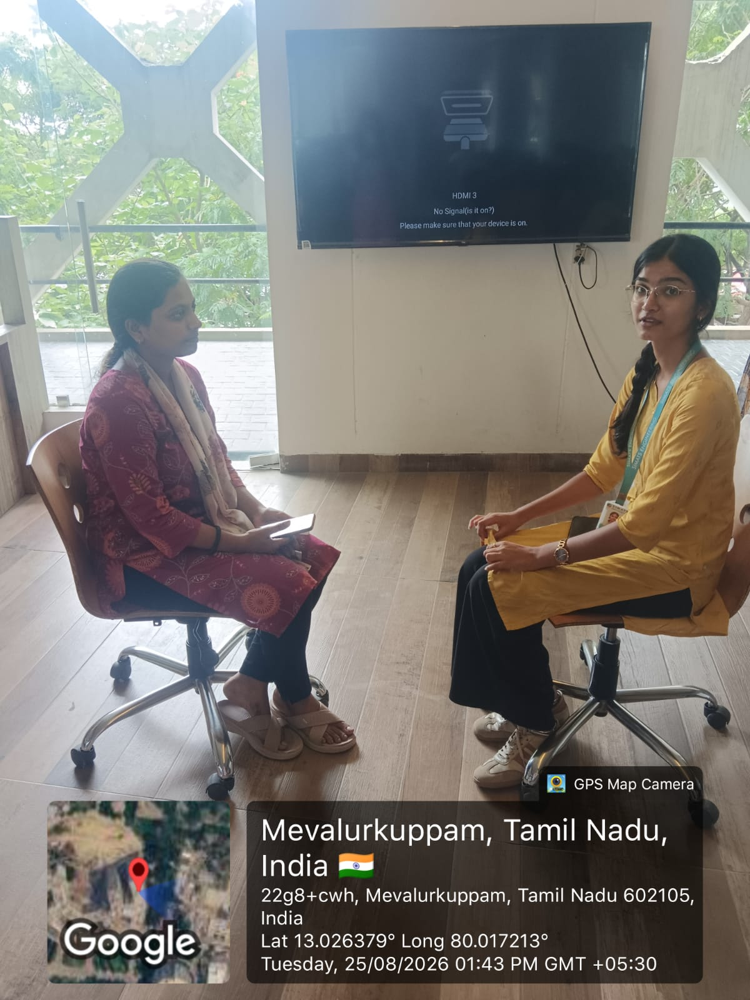 HDMI 3
No Signal(is it on?)
Please make sure that your device is on.
SIMATS ENGINEERING
GPS Map Camera
Google
Mevalurkuppam, Tamil Nadu,
India
22g8+cwh, Mevalurkuppam, Tamil Nadu 602105,
India
Lat 13.026379° Long 80.017213°
Tuesday, 25/08/2026 01:43 PM GMT +05:30